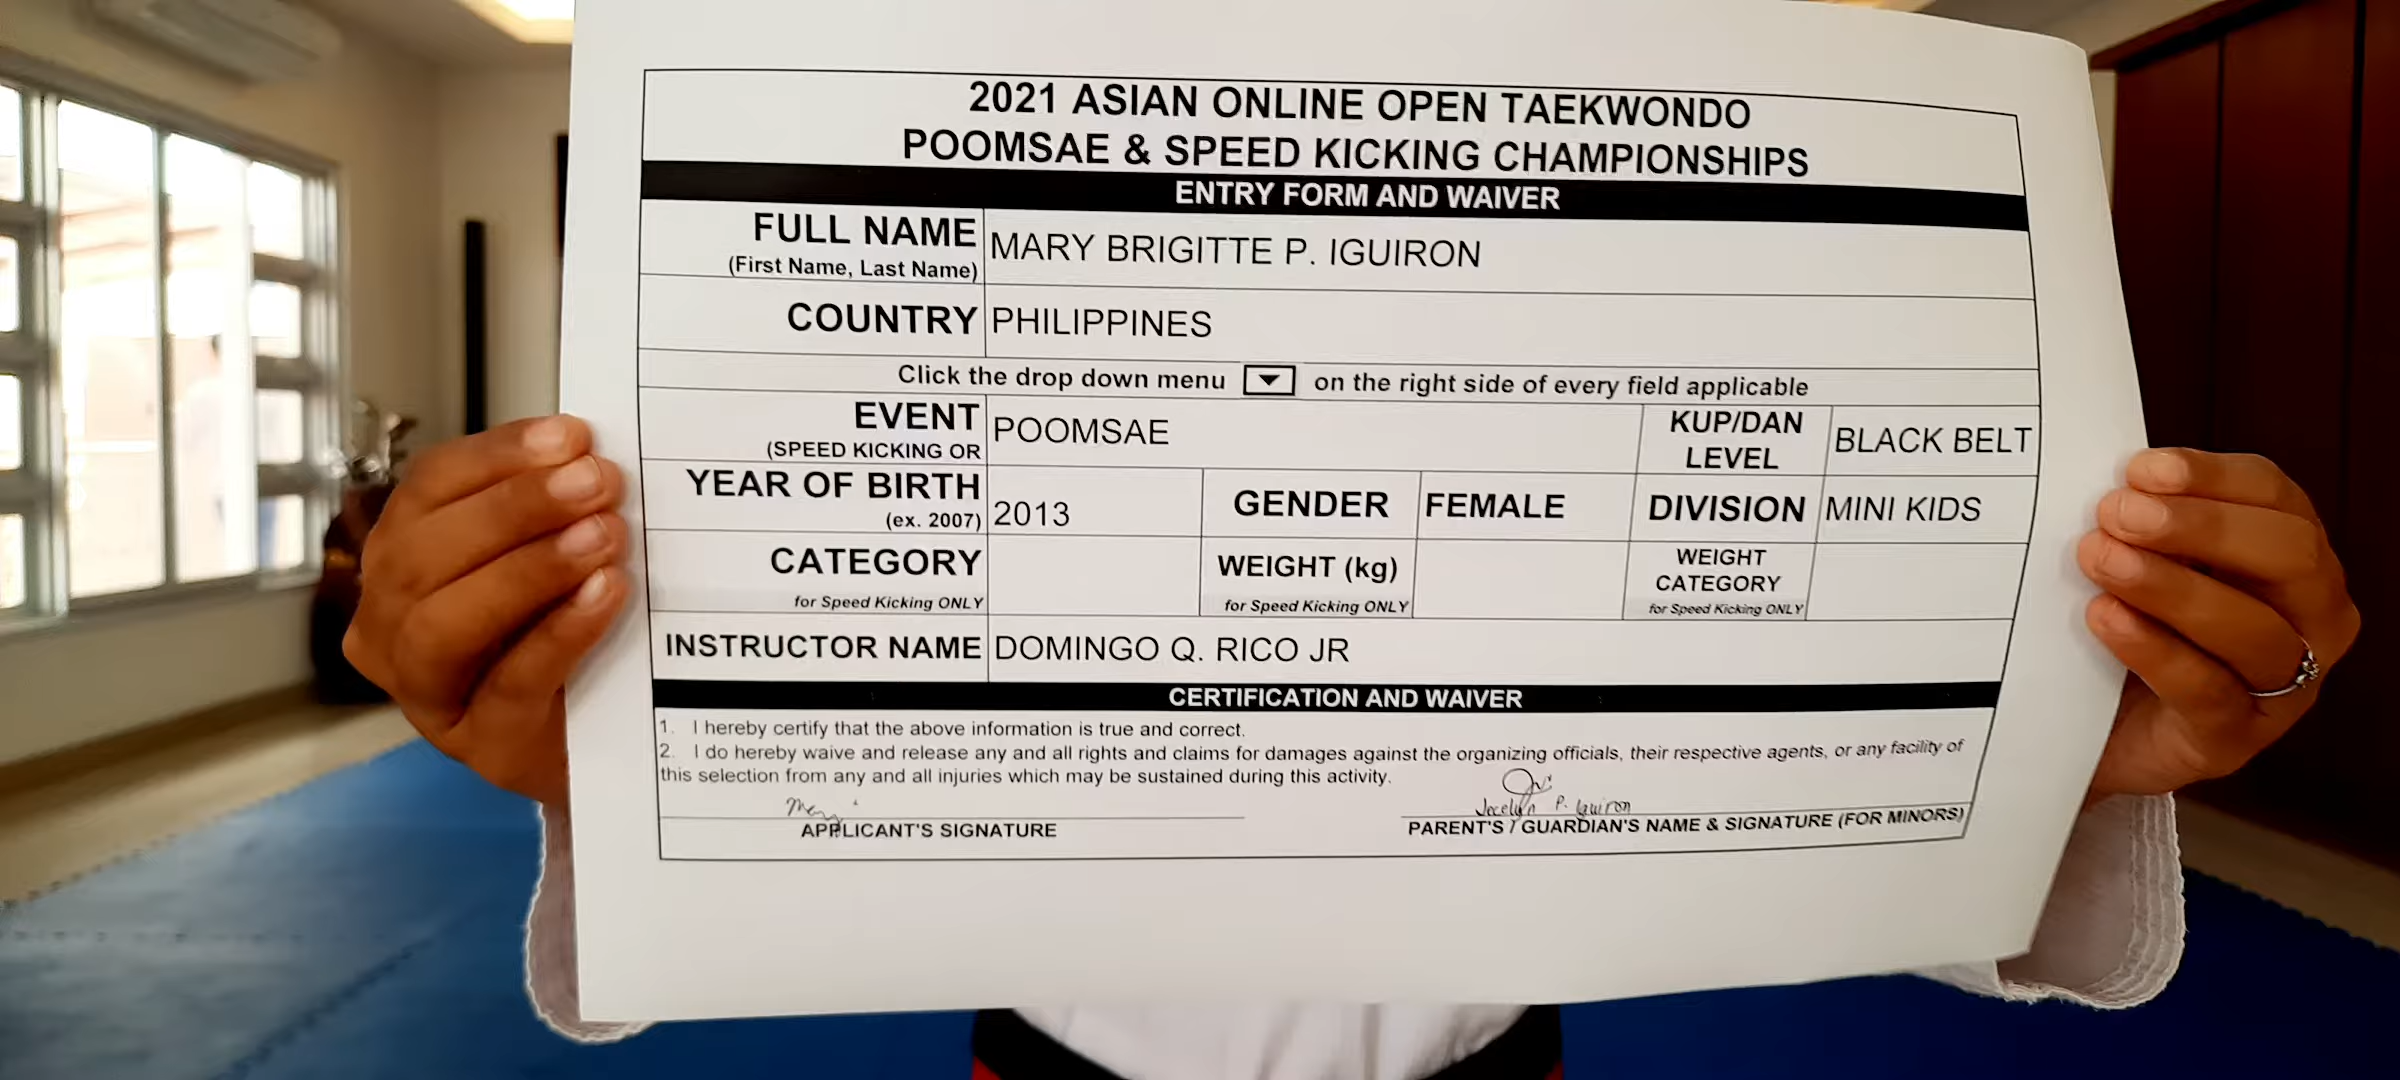 2021 ASIAN ONLINE OPEN TAEKWONDO
POOMSAE & SPEED KICKING CHAMPIONSHIPS
ENTRY FORM AND WAIVER
FULL NAME MARY BRIGITTE P. IGUIRON
(First Name, Last Name)
COUNTRY PHILIPPINES
Click the drop down menu on the right side of every field applicable
EVENT POOMSAE KUP/DAN LEVEL BLACK BELT
(SPEED KICKING OR
YEAR OF BIRTH 2013 GENDER FEMALE DIVISION MINI KIDS
(ex. 2007)
CATEGORY WEIGHT (kg) WEIGHT CATEGORY
for Speed Kicking ONLY for Speed Kicking ONLY for Speed Kicking ONLY
INSTRUCTOR NAME DOMINGO Q. RICO JR
CERTIFICATION AND WAIVER
1. I hereby certify that the above information is true and correct.
2. I do hereby waive and release any and all rights and claims for damages against the organizing officials, their respective agents, or any facility of
this selection from any and all injuries which may be sustained during this activity.
Jocelyn P. Iguiron
APPLICANT'S SIGNATURE PARENT'S / GUARDIAN'S NAME & SIGNATURE (FOR MINORS)